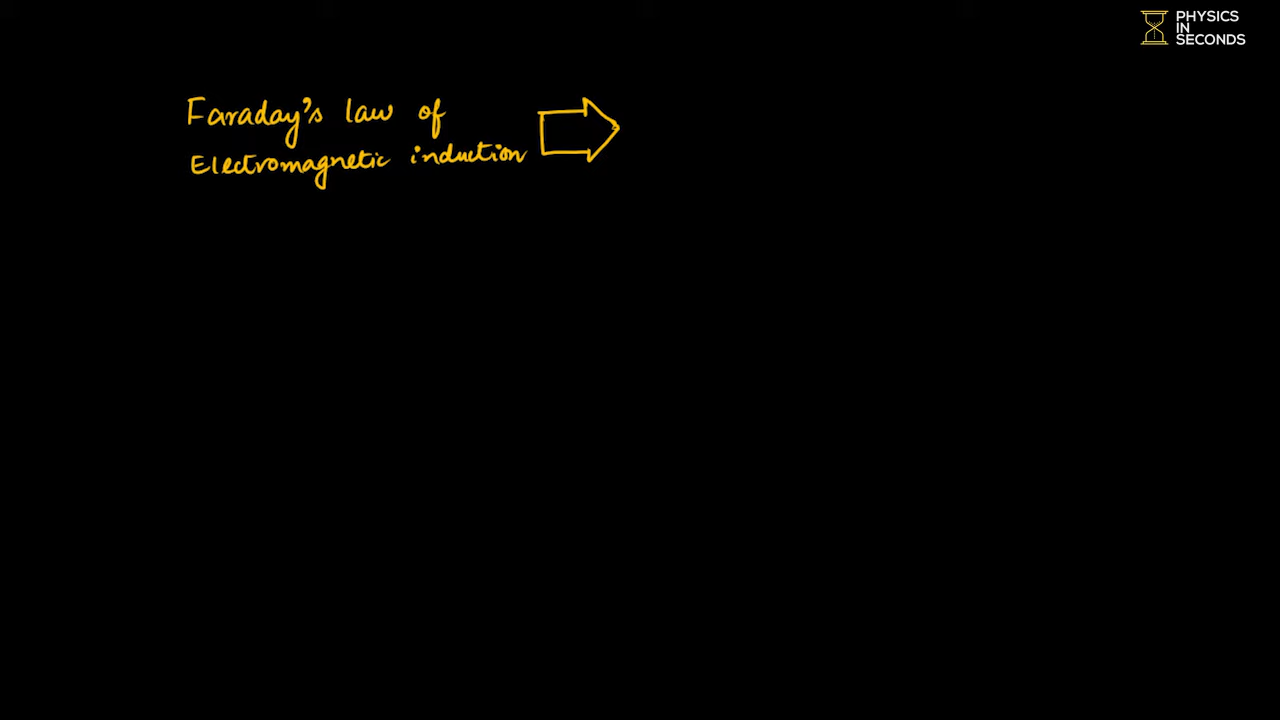 PHYSICS
IN
SECONDS
Faraday's law of
Electromagnetic induction